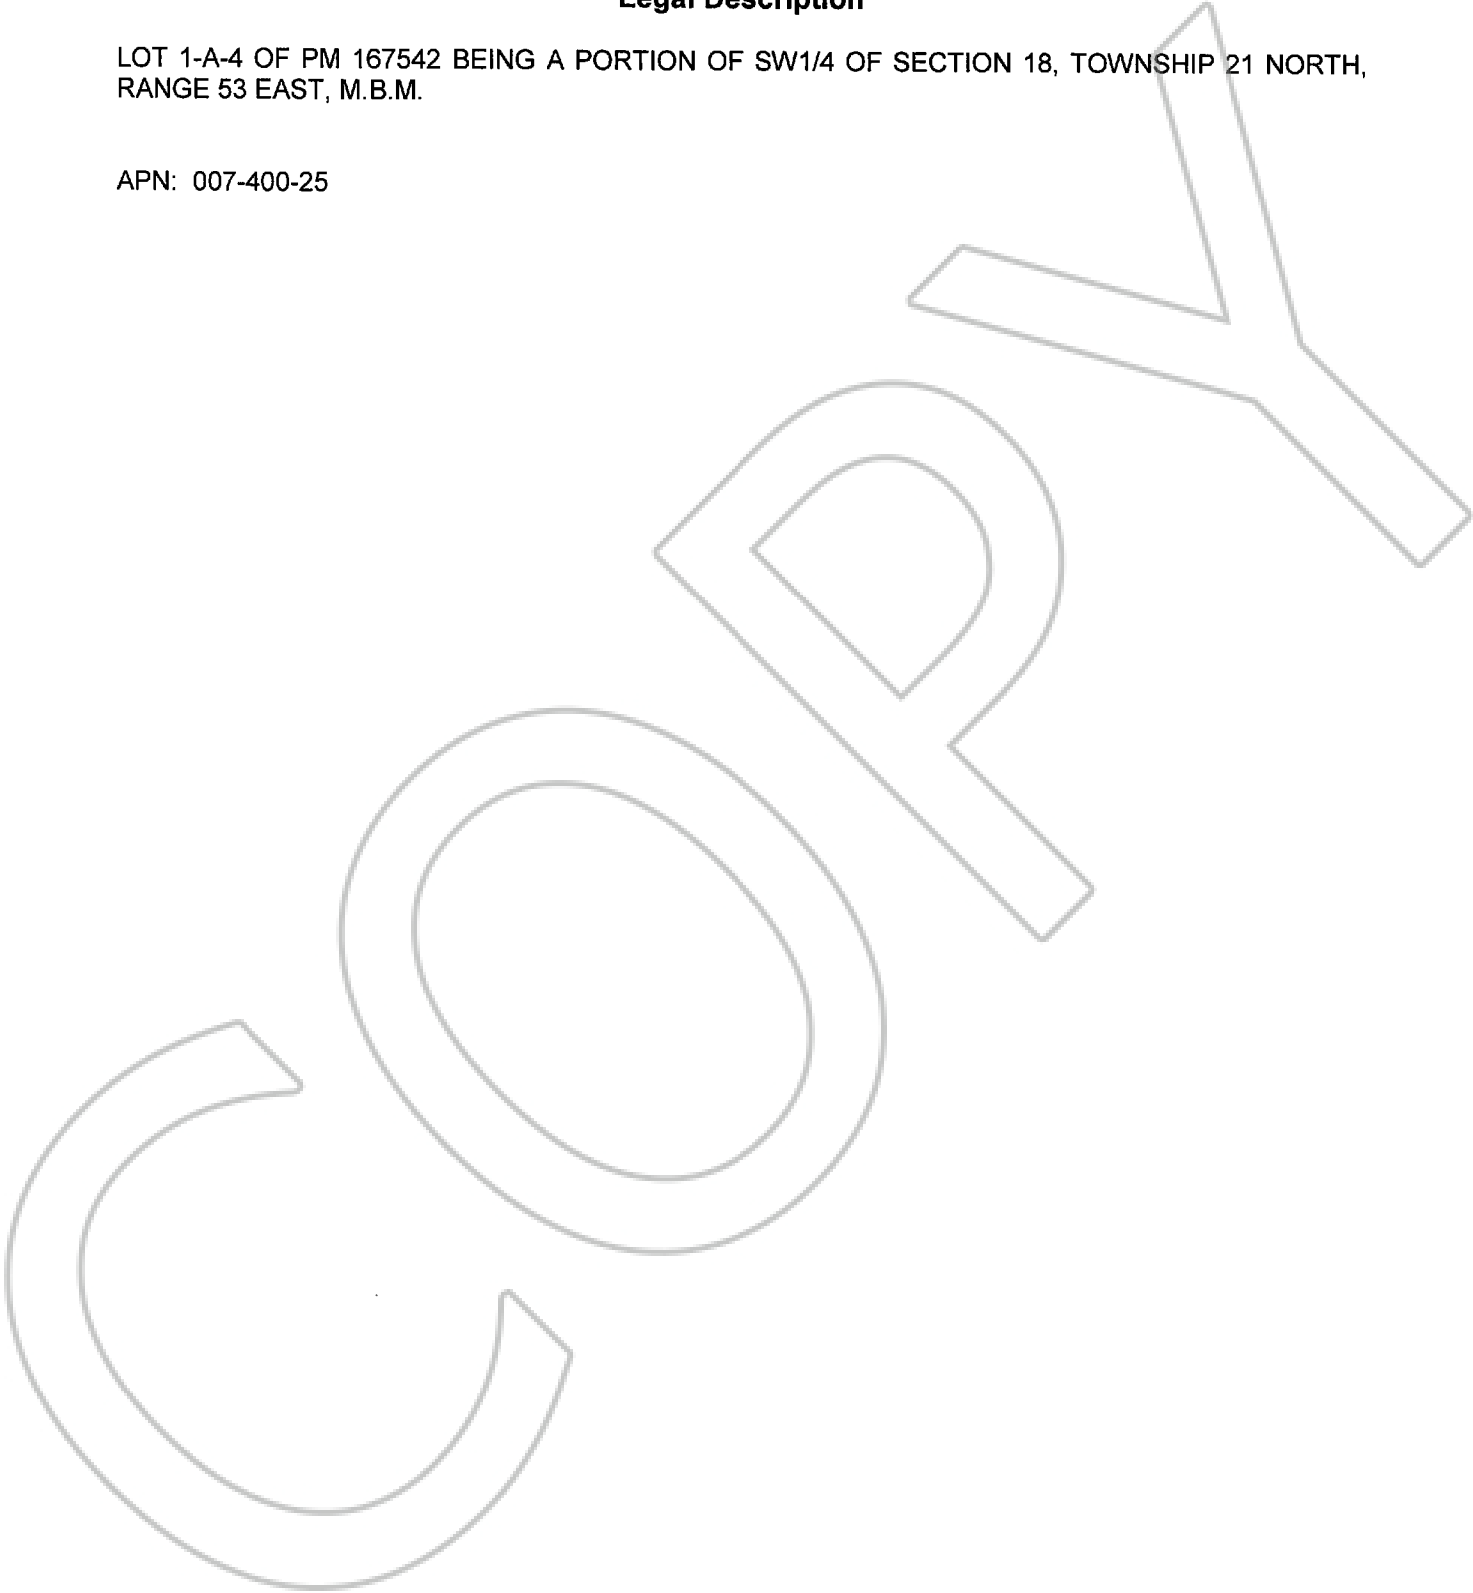 Legal Description
LOT 1-A-4 OF PM 167542 BEING A PORTION OF SW1/4 OF SECTION 18, TOWNSHIP 21 NORTH,
RANGE 53 EAST, M.B.M.
APN: 007-400-25
COPY